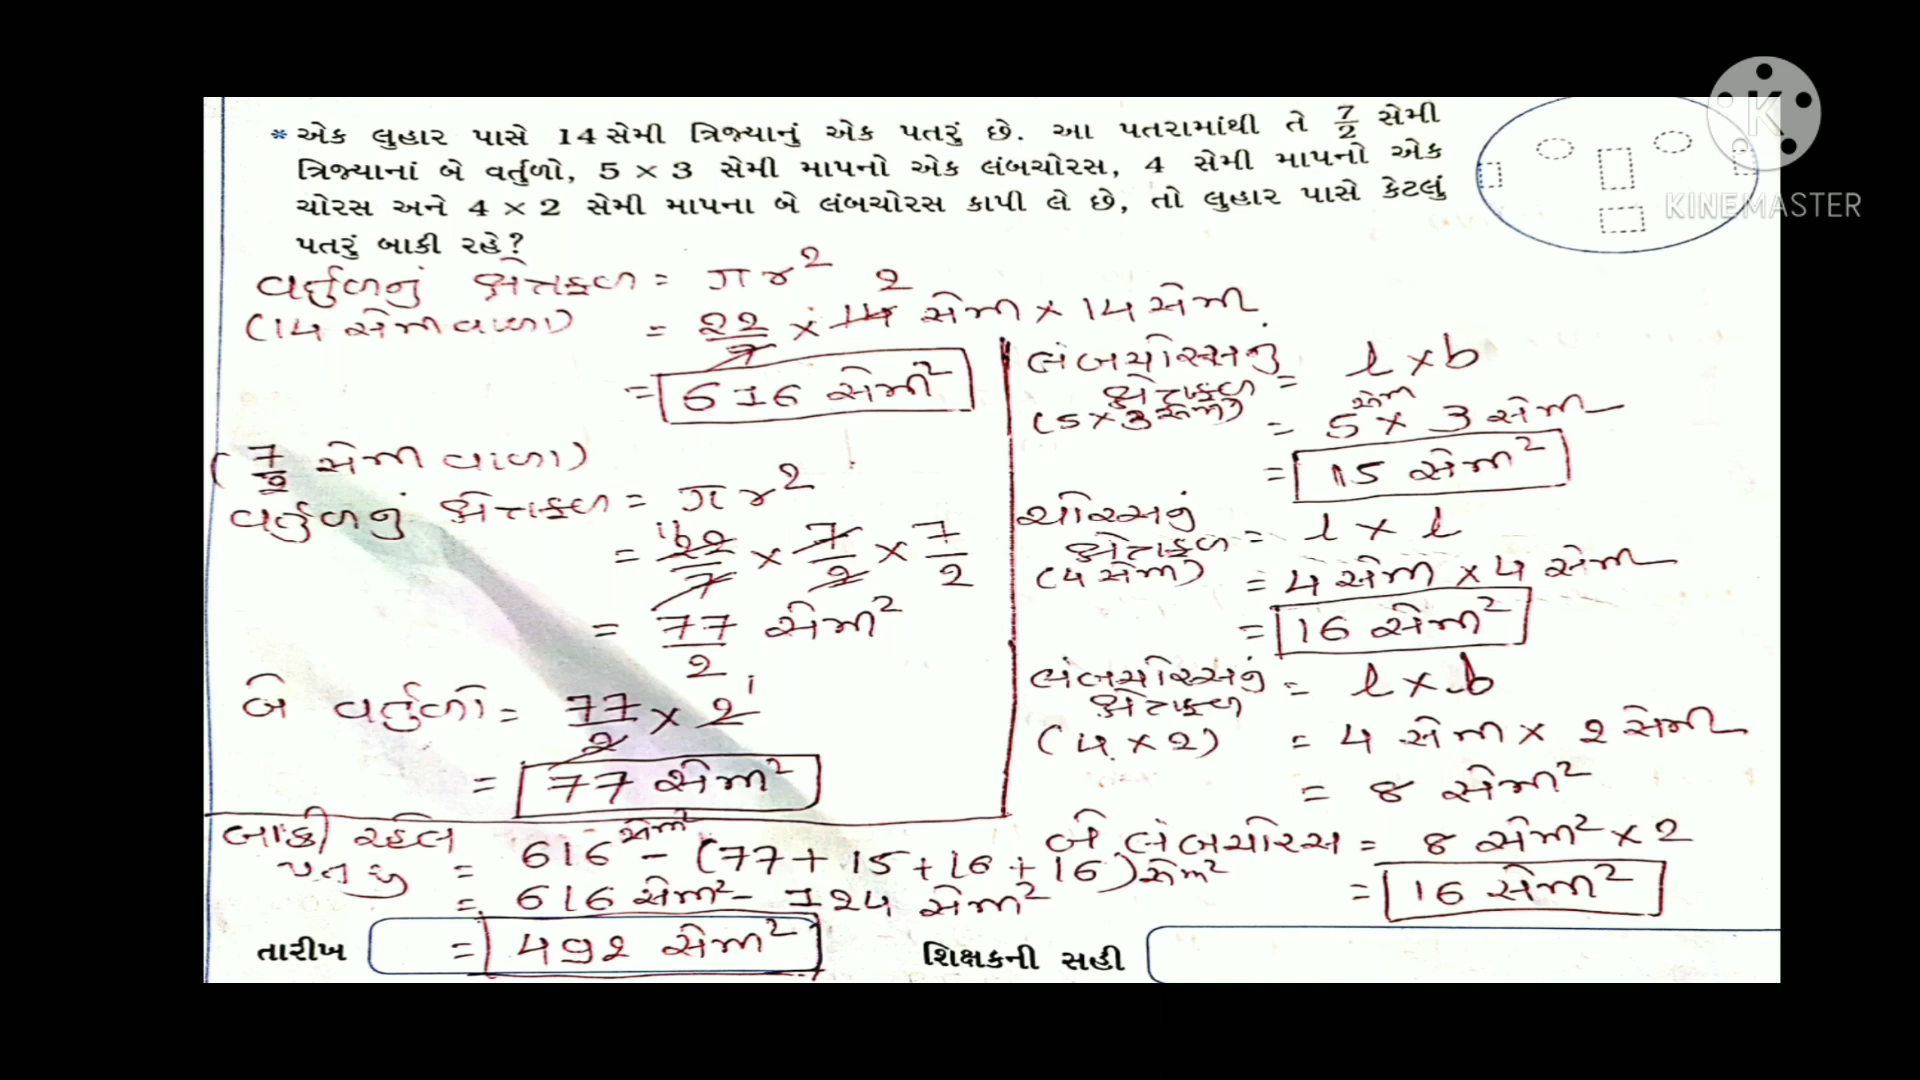 * એક લુહાર પાસે 14 સેમી ત્રિજ્યાનું એક પતરું છે. આ પતરામાંથી તે 7/2 સેમી
ત્રિજ્યાનાં બે વર્તુળો, 5 × 3 સેમી માપનો એક લંબચોરસ, 4 સેમી માપનો એક
ચોરસ અને 4 × 2 સેમી માપના બે લંબચોરસ કાપી લે છે, તો લુહાર પાસે કેટલું
પતરું બાકી રહે?
K
KINEMASTER
વર્તુળનું ક્ષેત્રફળ = πr²
(14 સેમી વાળા) = 22/7 × 14 સેમી × 14 સેમી
2
= 616 સેમી²
(7/2 સેમી વાળા)
વર્તુળનું ક્ષેત્રફળ = πr²
= 22/7 × 7/2 × 7/2
11
= 77/2 સેમી²
બે વર્તુળો = 77/2 × 2
1
= 77 સેમી²
લંબચોરસનું
ક્ષેત્રફળ = l × b
(5 × 3 સેમી) = 5 સેમી × 3 સેમી
= 15 સેમી²
ચોરસનું
ક્ષેત્રફળ = l × l
(4 સેમી) = 4 સેમી × 4 સેમી
= 16 સેમી²
લંબચોરસનું = l × b
ક્ષેત્રફળ
(4 × 2) = 4 સેમી × 2 સેમી
= 8 સેમી²
બે લંબચોરસ = 8 સેમી² × 2
= 16 સેમી²
બાકી રહેલ
પતરું = 616 સેમી² - (77 + 15 + 16 + 16) સેમી²
= 616 સેમી² - 124 સેમી²
= 492 સેમી²
તારીખ
શિક્ષકની સહી